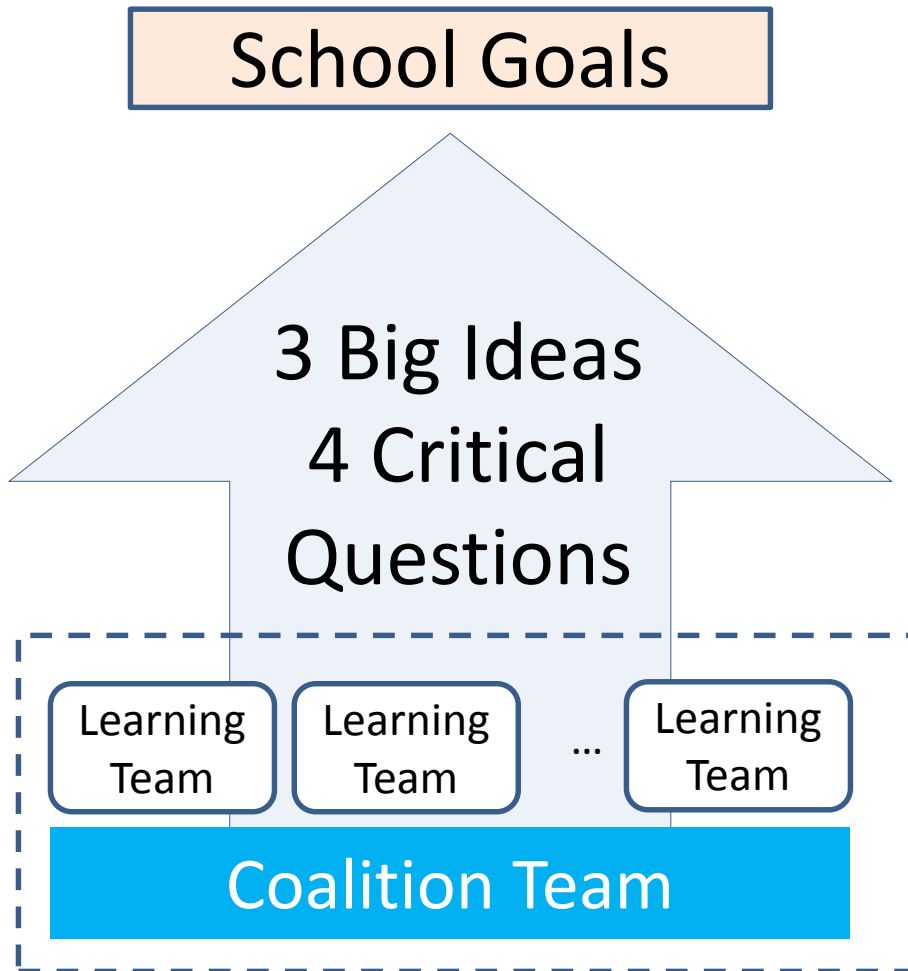 School Goals
3 Big Ideas
4 Critical
Questions
Learning
Team
Learning
Team
...
Learning
Team
Coalition Team